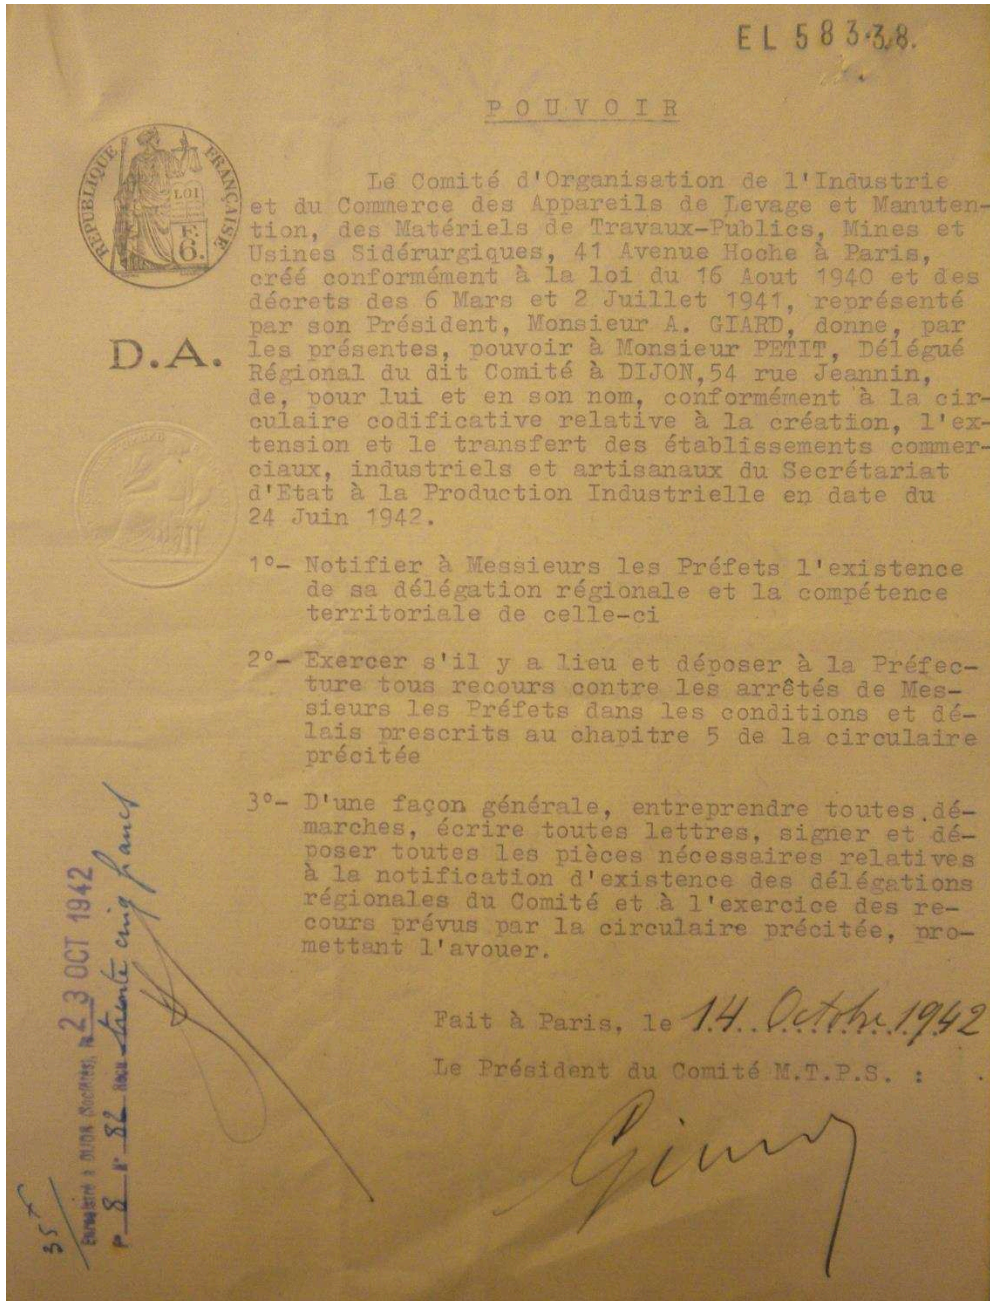 EL 583·38.
POUVOIR
REPUBLIQUE FRANÇAISE
LOI
F.
6.
D.A.
Le Comité d'Organisation de l'Industrie
et du Commerce des Appareils de Levage et Manuten-
tion, des Matériels de Travaux-Publics, Mines et
Usines Sidérurgiques, 41 Avenue Hoche à Paris,
créé conformément à la loi du 16 Aout 1940 et des
décrets des 6 Mars et 2 Juillet 1941, représenté
par son Président, Monsieur A. GIARD, donne, par
les présentes, pouvoir à Monsieur PETIT, Délégué
Régional du dit Comité à DIJON,54 rue Jeannin,
de, pour lui et en son nom, conformément à la cir-
culaire codificative relative à la création, l'ex-
tension et le transfert des établissements commer-
ciaux, industriels et artisanaux du Secrétariat
d'Etat à la Production Industrielle en date du
24 Juin 1942.
1°- Notifier à Messieurs les Préfets l'existence
de sa délégation régionale et la compétence
territoriale de celle-ci
2°- Exercer s'il y a lieu et déposer à la Préfec-
ture tous recours contre les arrêtés de Mes-
sieurs les Préfets dans les conditions et dé-
lais prescrits au chapitre 5 de la circulaire
précitée
3°- D'une façon générale, entreprendre toutes dé-
marches, écrire toutes lettres, signer et dé-
poser toutes les pièces nécessaires relatives
à la notification d'existence des délégations
régionales du Comité et à l'exercice des re-
cours prévus par la circulaire précitée, pro-
mettant l'avouer.
Fait à Paris, le 14 Octobre 1942
Le Président du Comité M.T.P.S. :
Giard
Enregistré à DIJON (Sociétés), le 23 OCT 1942
F° 8 N° 82 Reçu trente cinq francs
35 F